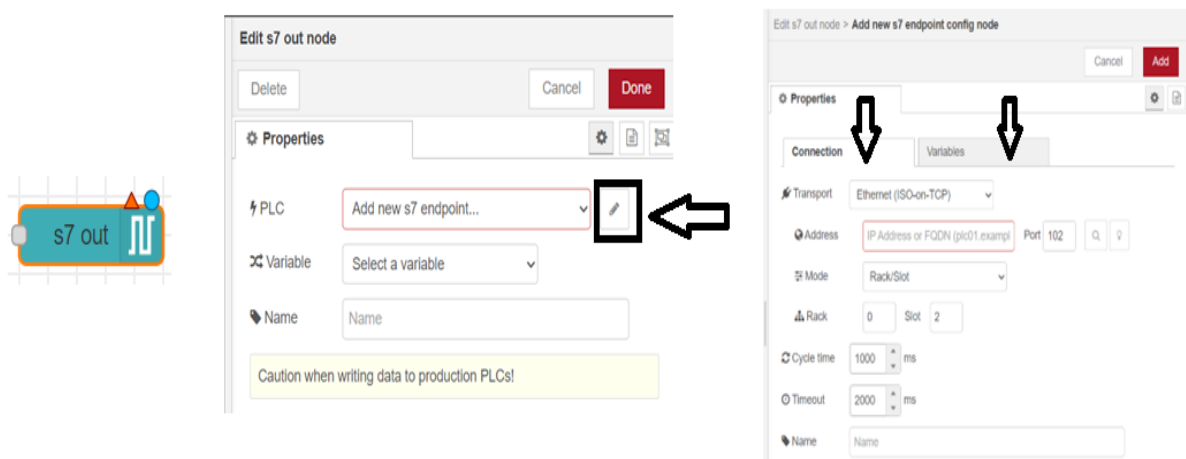 s7 out
Edit s7 out node
Delete Cancel Done
Properties
PLC Add new s7 endpoint...
Variable Select a variable
Name Name
Caution when writing data to production PLCs!
Edit s7 out node > Add new s7 endpoint config node
Cancel Add
Properties
Connection Variables
Transport Ethernet (ISO-on-TCP)
Address IP Address or FQDN (plc01.exampl Port 102
Mode Rack/Slot
Rack 0 Slot 2
Cycle time 1000 ms
Timeout 2000 ms
Name Name